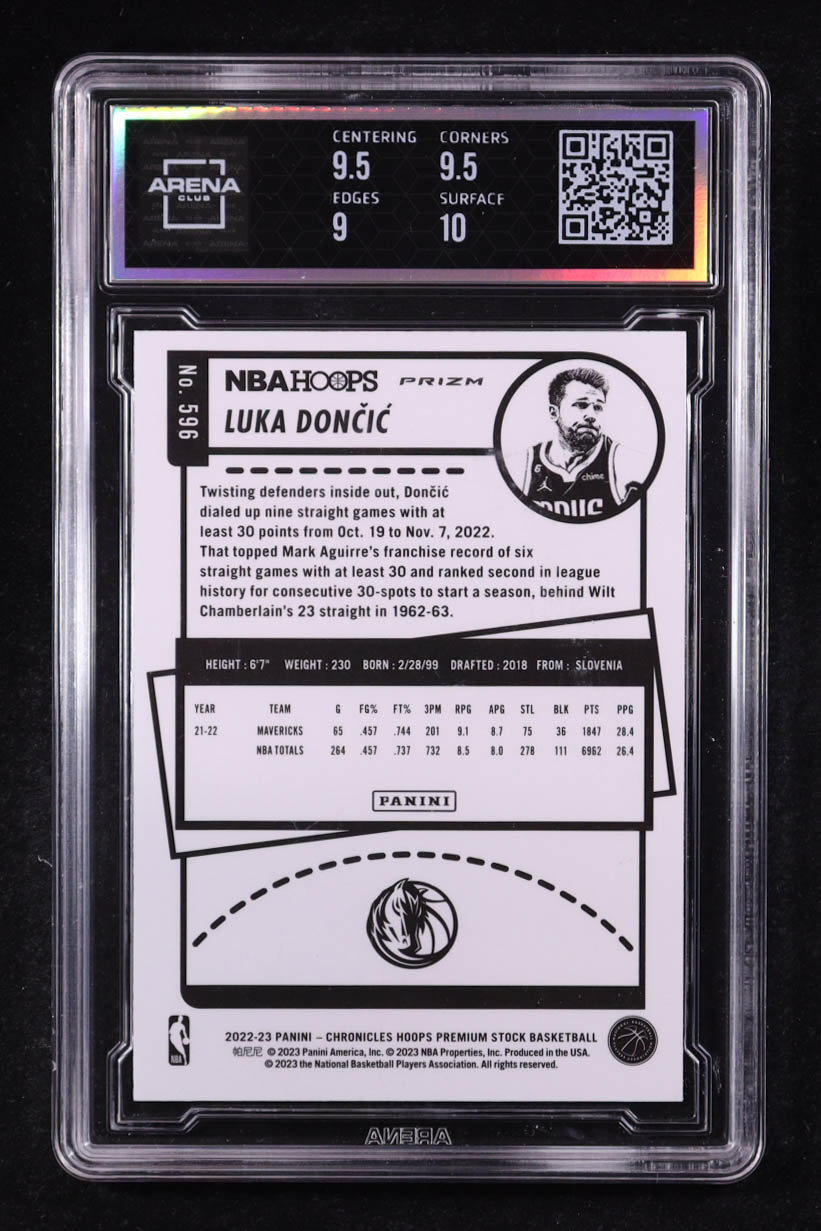 ARENA
CLUB
CENTERING CORNERS
9.5 9.5
EDGES SURFACE
9 10
No. 596
NBA HOOPS PRIZM
LUKA DONČIĆ
6 chime
Twisting defenders inside out, Dončić
dialed up nine straight games with at
least 30 points from Oct. 19 to Nov. 7, 2022.
That topped Mark Aguirre's franchise record of six
straight games with at least 30 and ranked second in league
history for consecutive 30-spots to start a season, behind Wilt
Chamberlain's 23 straight in 1962-63.
HEIGHT : 6'7" WEIGHT : 230 BORN : 2/28/99 DRAFTED : 2018 FROM : SLOVENIA
YEAR TEAM G FG% FT% 3PM RPG APG STL BLK PTS PPG
21-22 MAVERICKS 65 .457 .744 201 9.1 8.7 75 36 1847 28.4
NBA TOTALS 264 .457 .737 732 8.5 8.0 278 111 6962 26.4
PANINI
NBA
2022-23 PANINI – CHRONICLES HOOPS PREMIUM STOCK BASKETBALL
帕尼尼 © 2023 Panini America, Inc. © 2023 NBA Properties, Inc. Produced in the USA.
© 2023 the National Basketball Players Association. All rights reserved.
ARENA